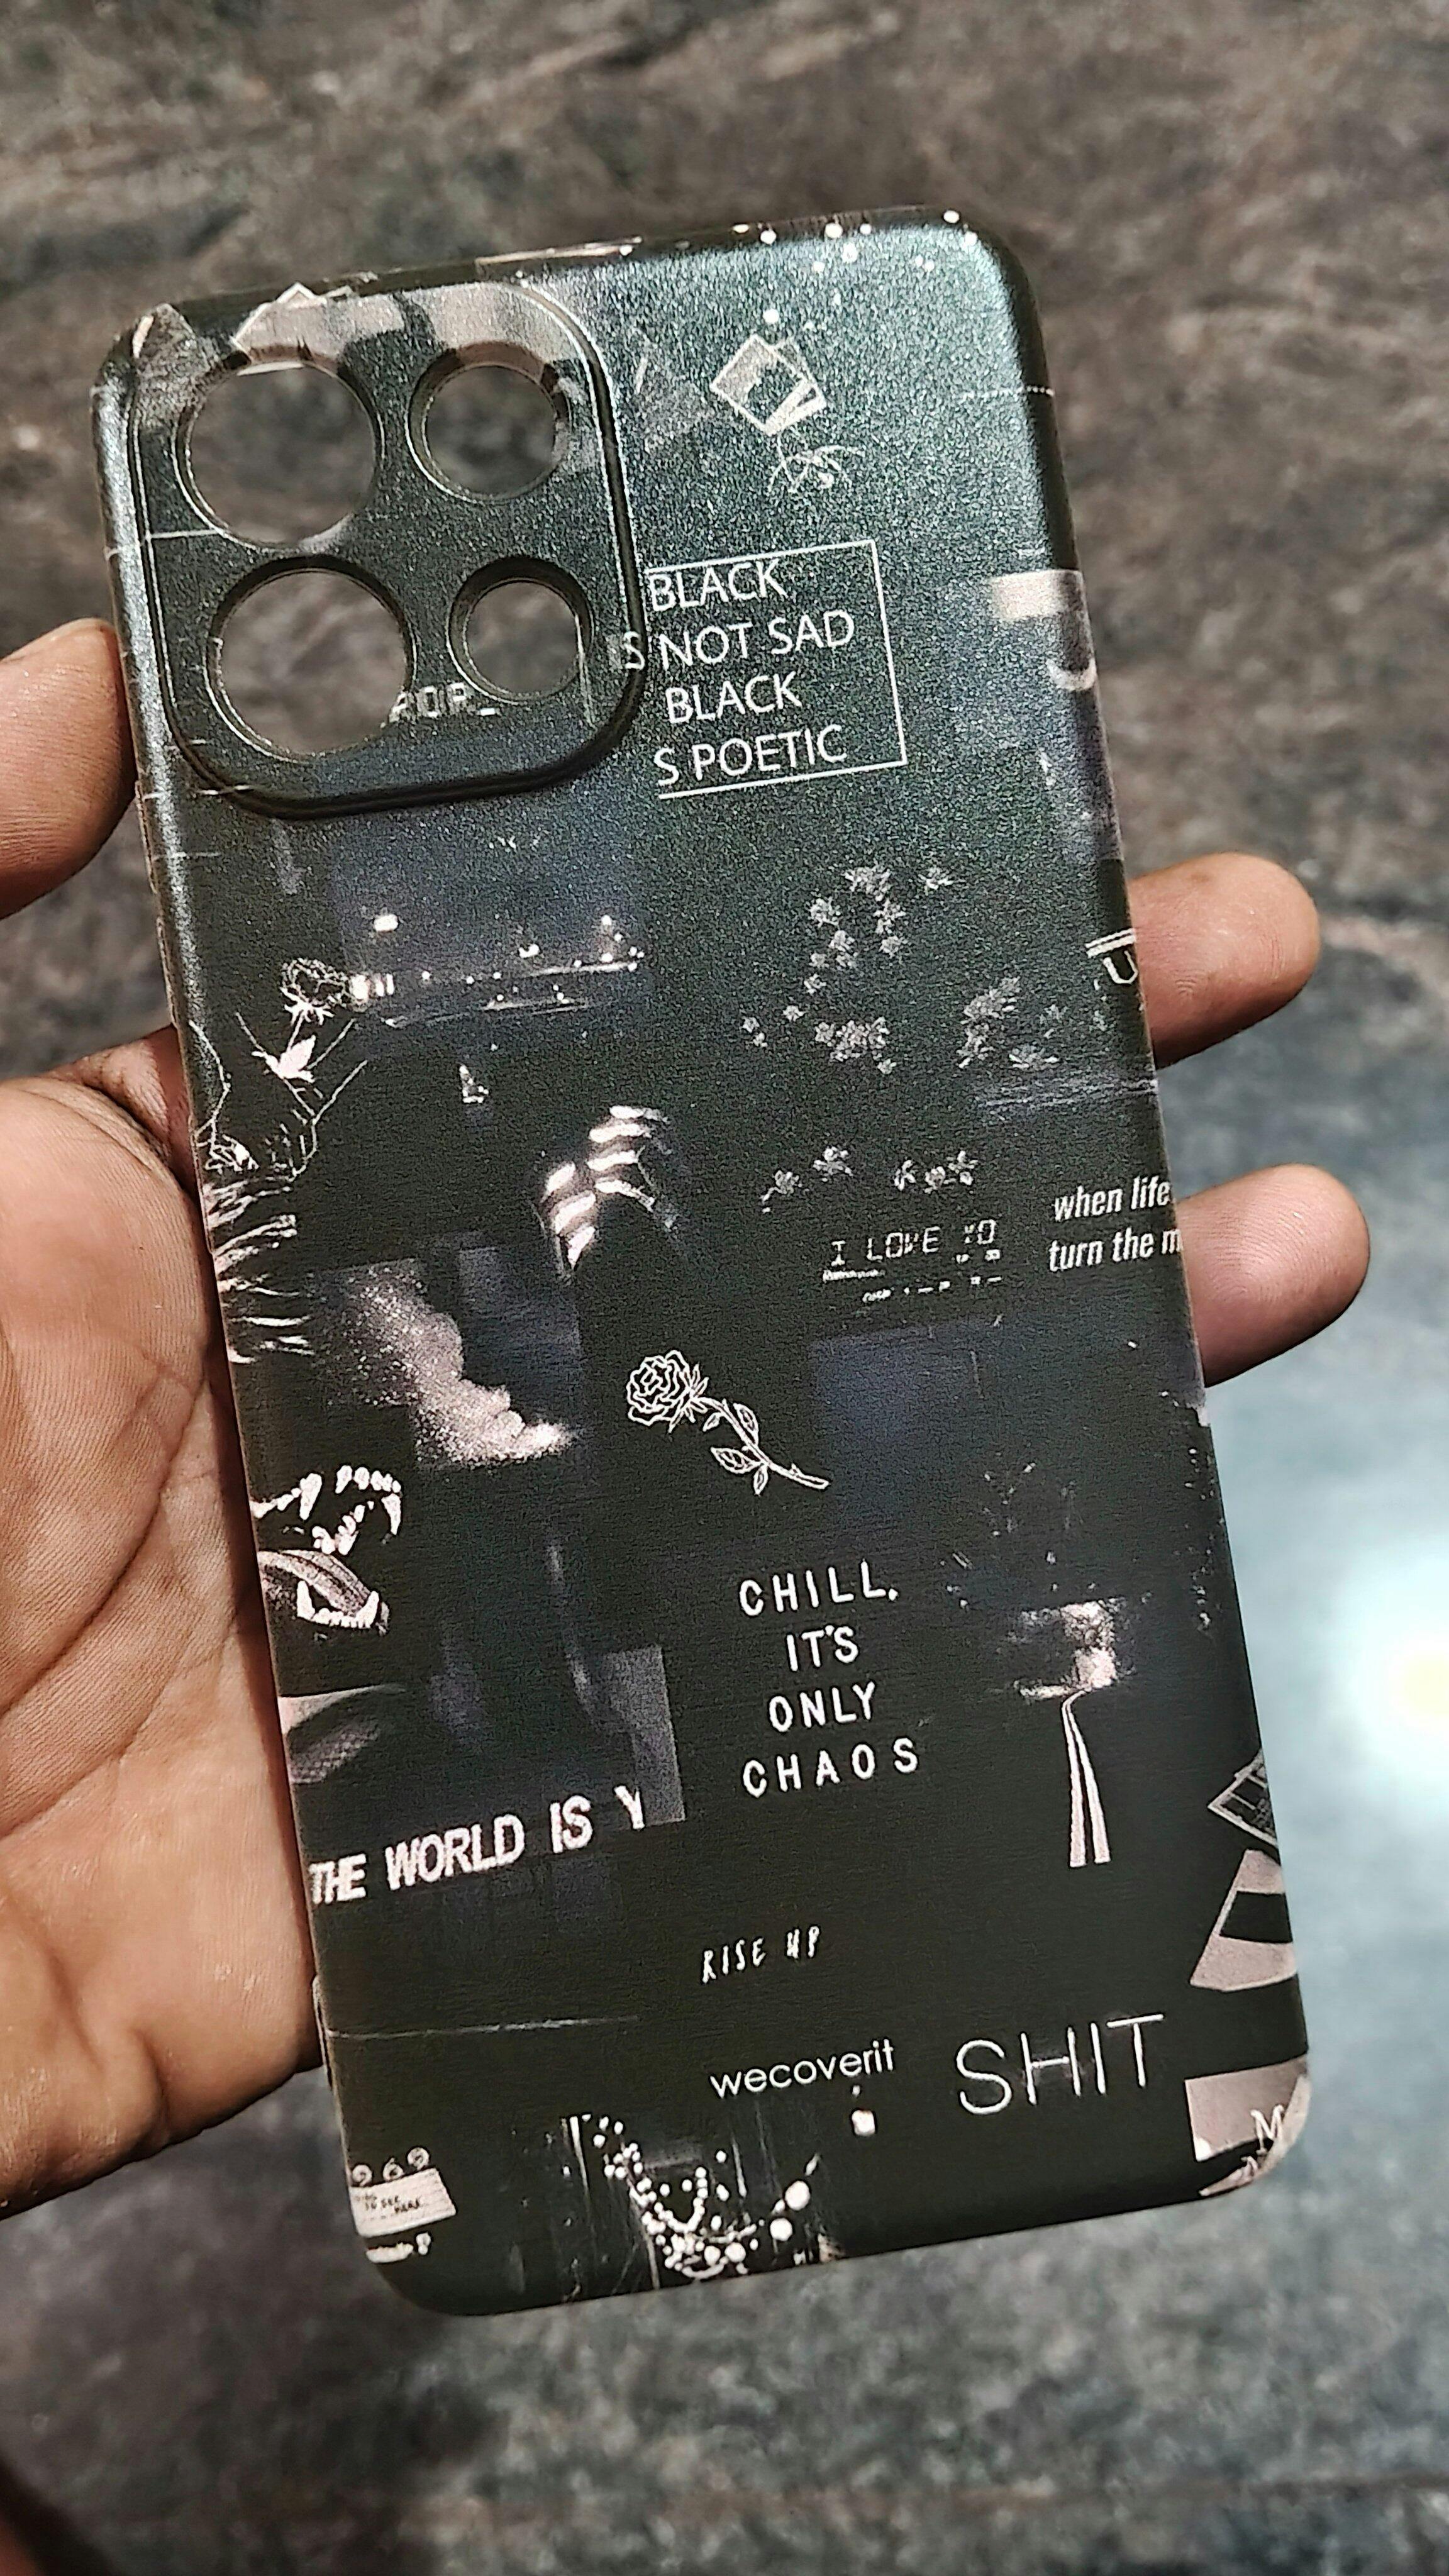 BLACK
S NOT SAD
BLACK
S POETIC
U
when life
turn the m
I LOVE YO
CHILL.
IT'S
ONLY
CHAOS
THE WORLD IS Y
RISE UP
wecoverit
SHIT
969
M